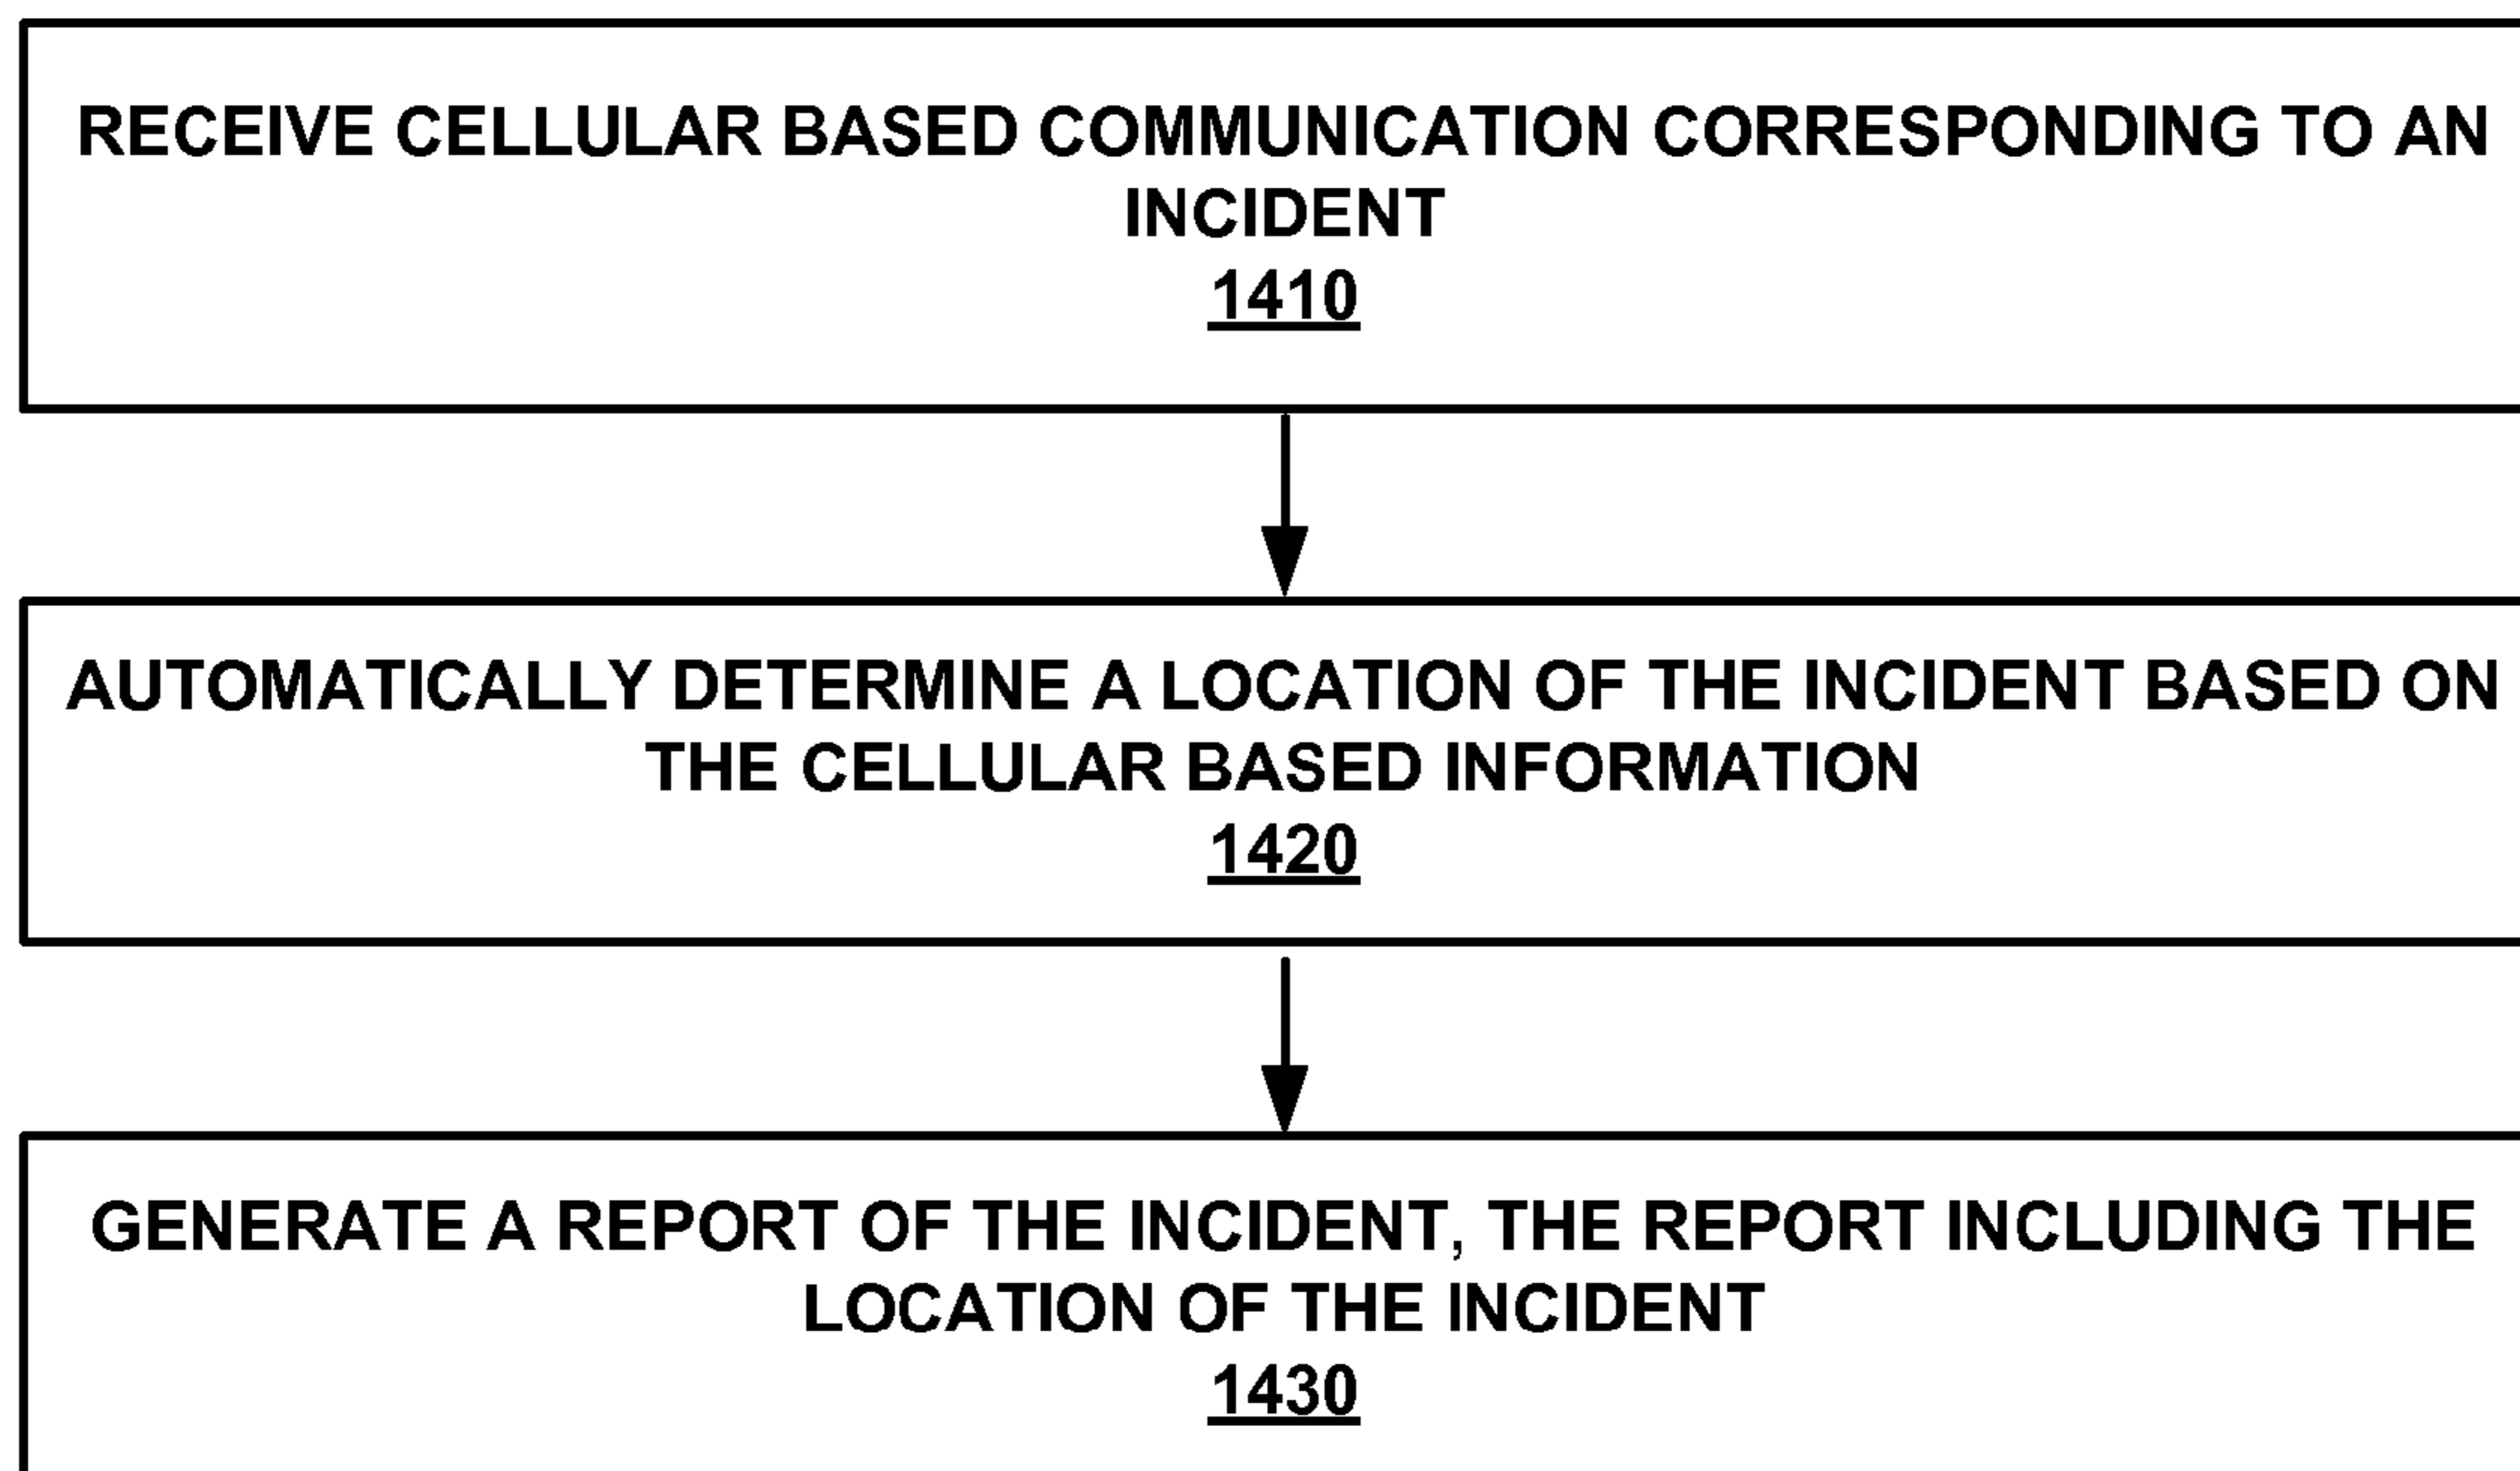 RECEIVE CELLULAR BASED COMMUNICATION CORRESPONDING TO AN
INCIDENT
1410
AUTOMATICALLY DETERMINE A LOCATION OF THE INCIDENT BASED ON
THE CELLULAR BASED INFORMATION
1420
GENERATE A REPORT OF THE INCIDENT, THE REPORT INCLUDING THE
LOCATION OF THE INCIDENT
1430